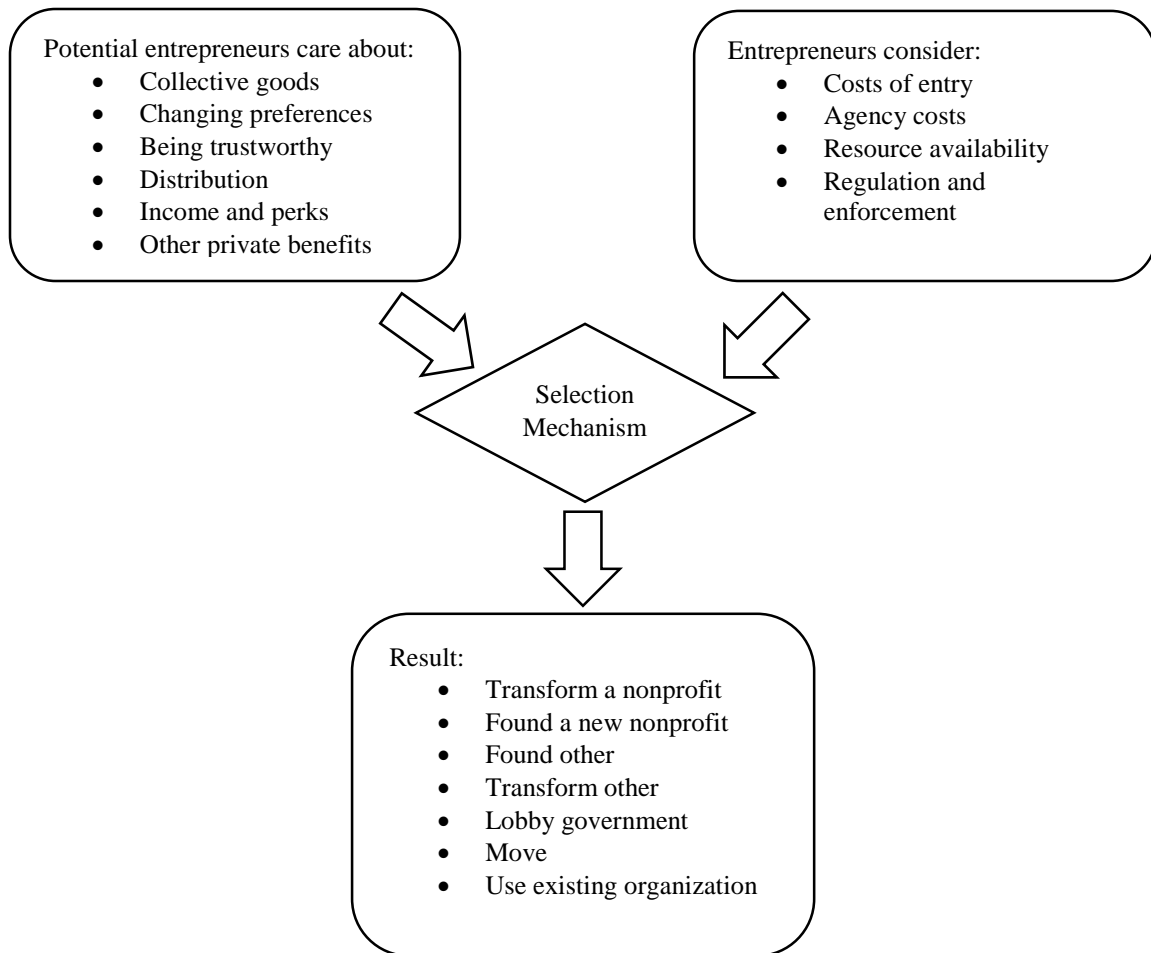 Potential entrepreneurs care about:
• Collective goods
• Changing preferences
• Being trustworthy
• Distribution
• Income and perks
• Other private benefits
Entrepreneurs consider:
• Costs of entry
• Agency costs
• Resource availability
• Regulation and
enforcement
Selection
Mechanism
Result:
• Transform a nonprofit
• Found a new nonprofit
• Found other
• Transform other
• Lobby government
• Move
• Use existing organization